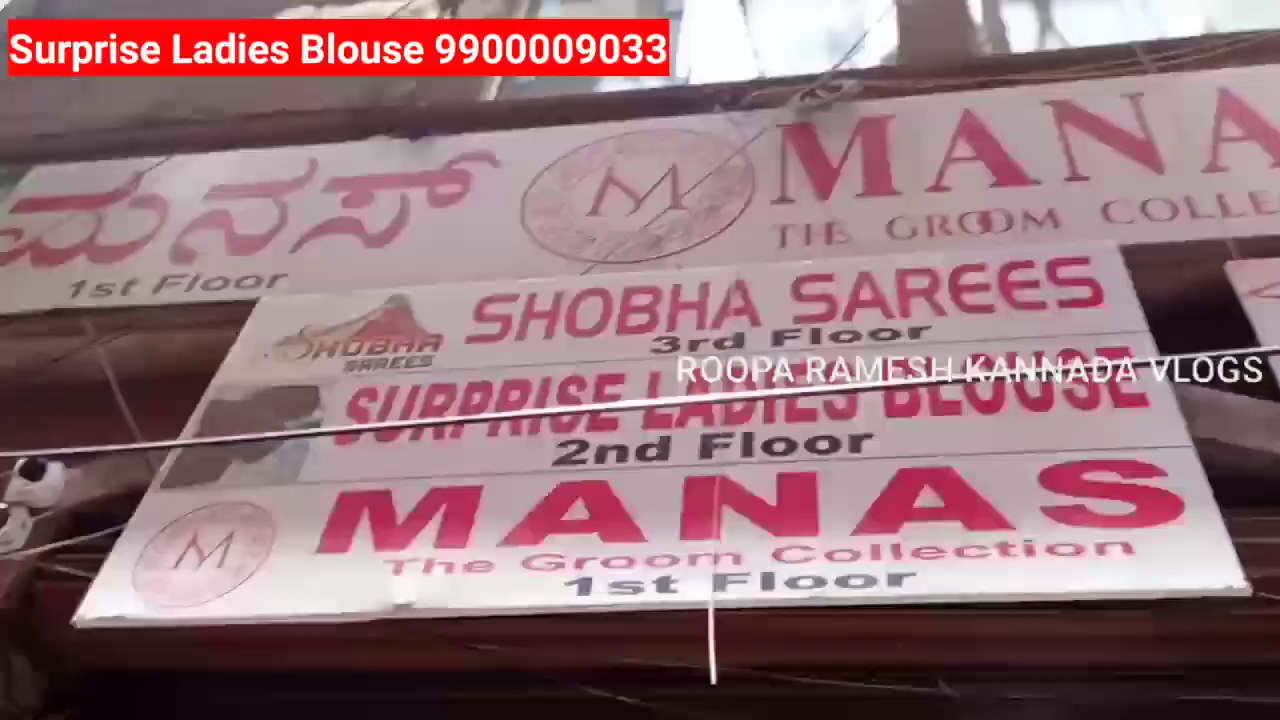 Surprise Ladies Blouse 9900009033
ಮನಸ್
1st Floor
M
MANA
THE GROOM COLLE
SHOBHA
SAREES
SHOBHA SAREES
3rd Floor
ROOPA RAMESH KANNADA VLOGS
SURPRISE LADIES BLOUSE
2nd Floor
M
MANAS
The Groom Collection
1st Floor